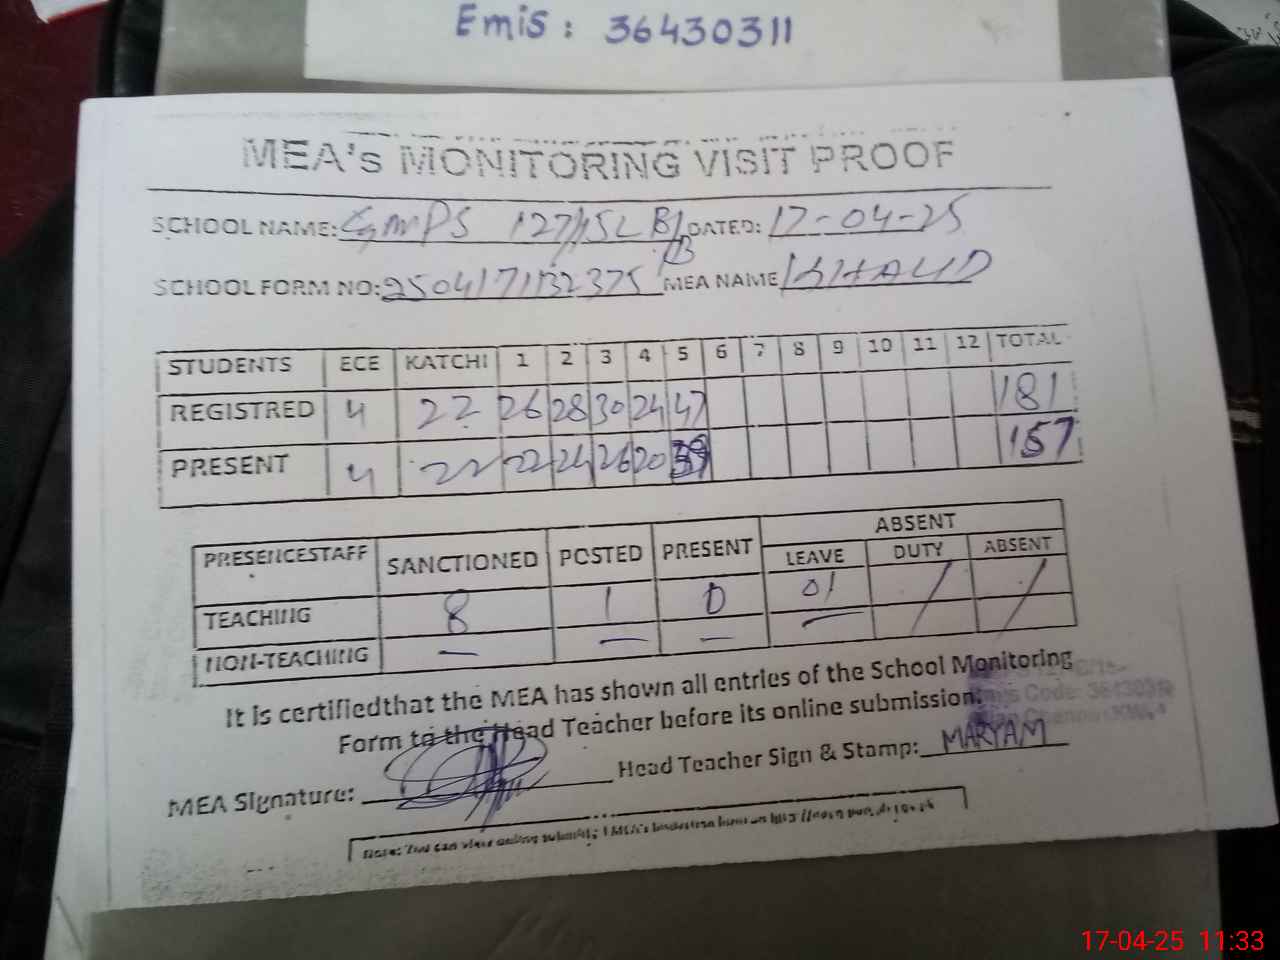 Emis: 36430311
MEA's MONITORING VISIT PROOF
SCHOOL NAME: GMPS 127/15L B/ DATED: 17-04-25
SCHOOL FORM NO: 2504171132375 MEA NAME KHALID
STUDENTS ECE KATCHI 1 2 3 4 5 6 7 8 9 10 11 12 TOTAL
REGISTRED 4 22 26 28 30 24 47 181
PRESENT 4 22 22 24 26 20 39 157
ABSENT
PRESENCESTAFF SANCTIONED POSTED PRESENT LEAVE DUTY ABSENT
TEACHING 8 1 0 01 / /
NON-TEACHING — — — —
It is certifiedthat the MEA has shown all entries of the School Monitoring
Form to the Head Teacher before its online submission.
MEA Signature: Head Teacher Sign & Stamp: MARYAM
17-04-25 11:33